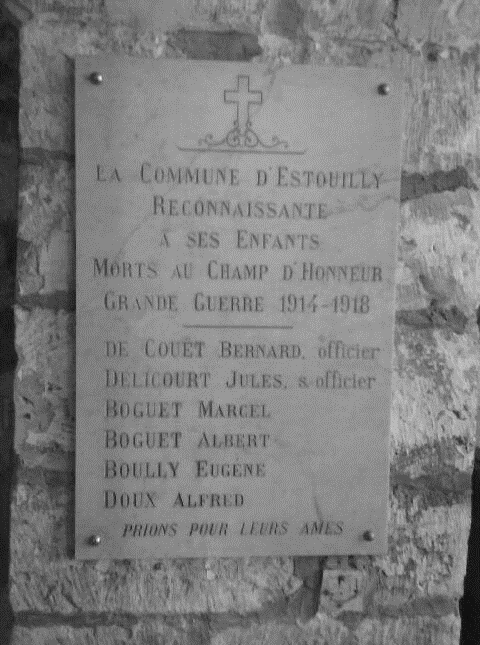 LA COMMUNE D'ESTOUILLY
RECONNAISSANTE
A SES ENFANTS
MORTS AU CHAMP D'HONNEUR
GRANDE GUERRE 1914-1918
DE COUËT BERNARD, officier
DELICOURT JULES, s. officier
BOGUET MARCEL
BOGUET ALBERT
BOULLY EUGÈNE
DOUX ALFRED
PRIONS POUR LEURS AMES